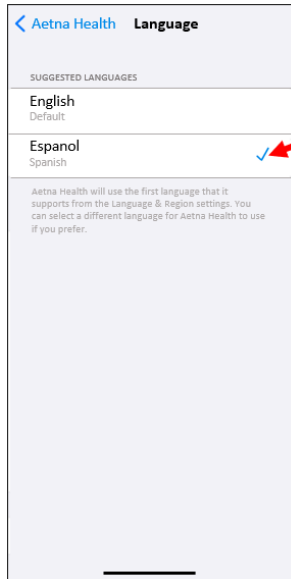 Aetna Health Language
SUGGESTED LANGUAGES
English
Default
Espanol
Spanish
Aetna Health will use the first language that it
supports from the Language & Region settings. You
can select a different language for Aetna Health to use
if you prefer.